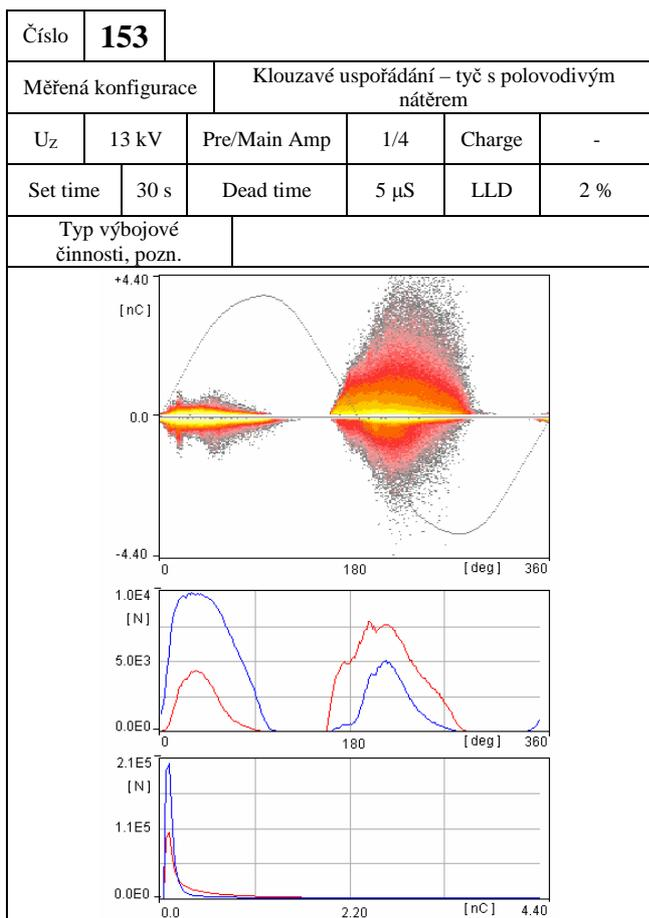 Číslo 153
Měřená konfigurace Klouzavé uspořádání – tyč s polovodivým
nátěrem
UZ 13 kV Pre/Main Amp 1/4 Charge -
Set time 30 s Dead time 5 μS LLD 2 %
Typ výbojové
činnosti, pozn.
+4.40
[nC]
0.0
-4.40
0 180 [deg] 360
1.0E4
[N]
5.0E3
0.0E0
0 180 [deg] 360
2.1E5
[N]
1.1E5
0.0E0
0.0 2.20 [nC] 4.40